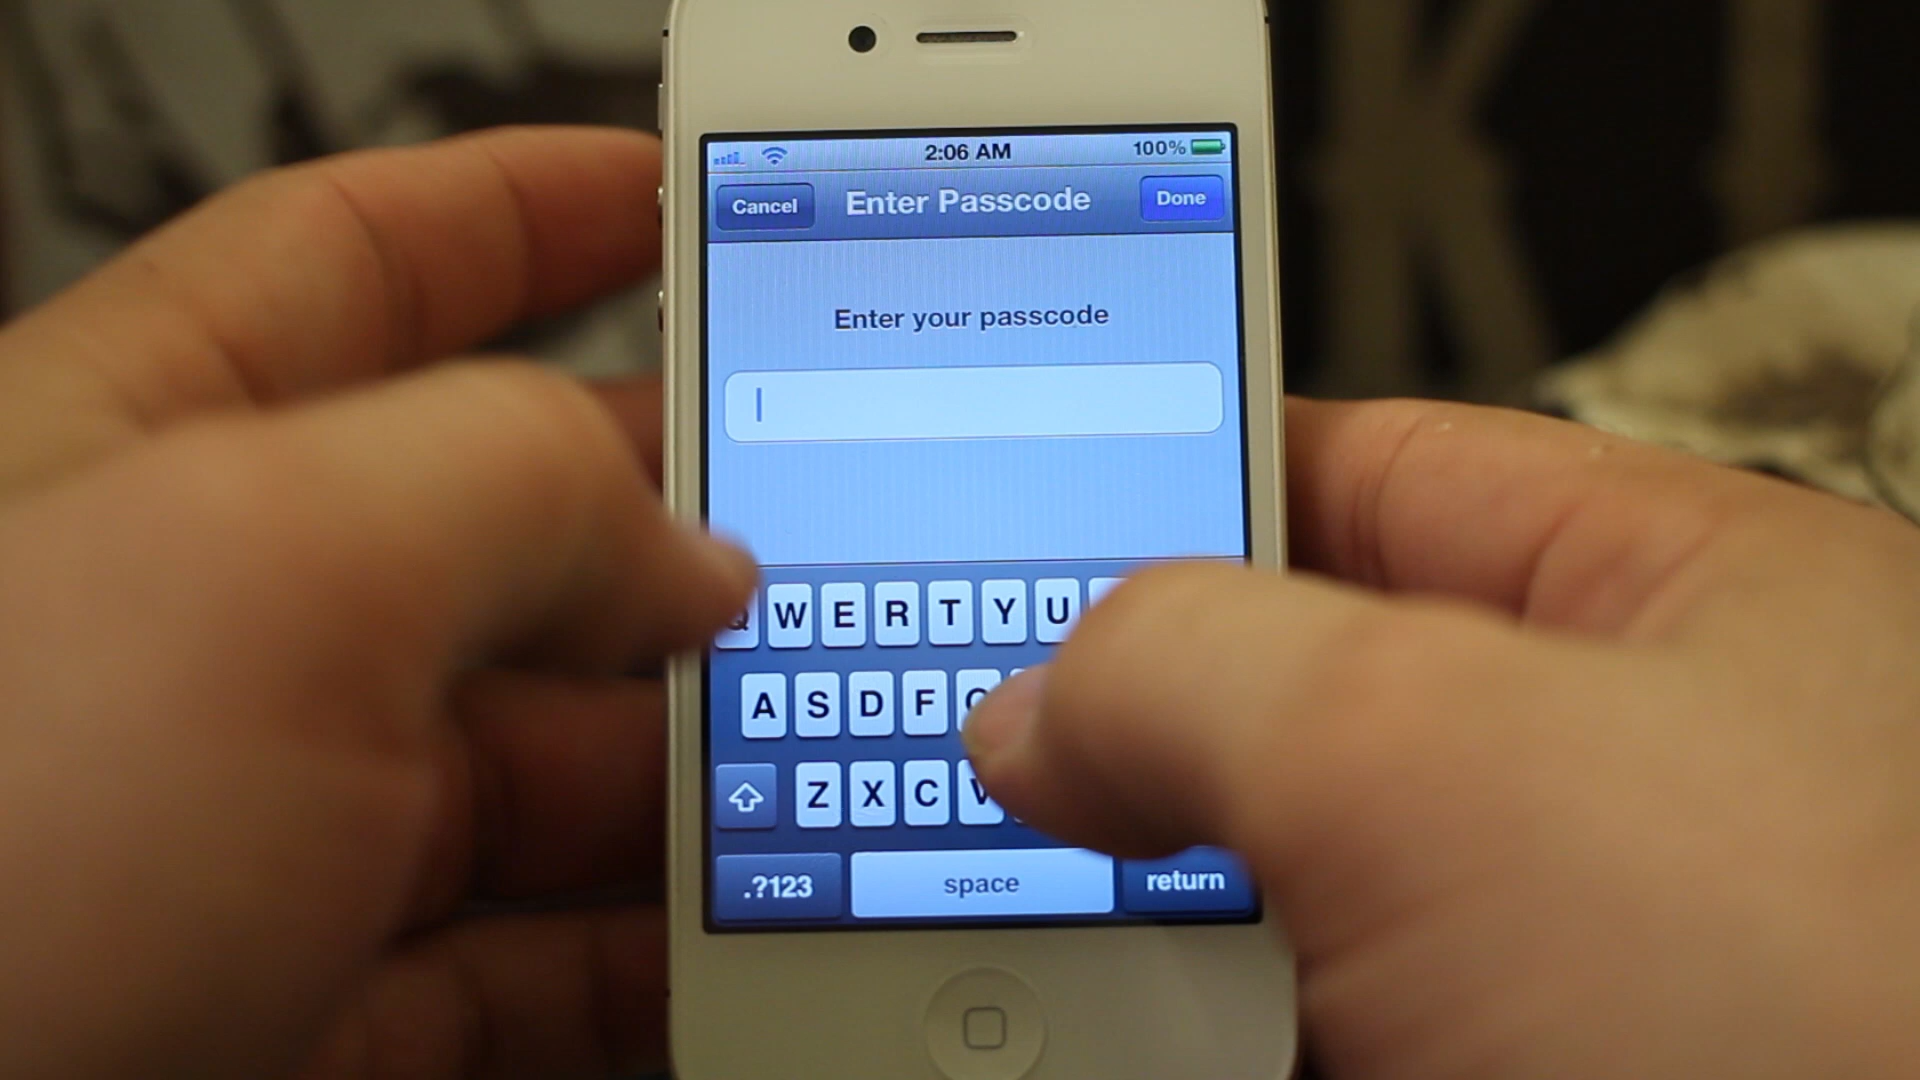 2:06 AM 100%
Cancel Enter Passcode Done
Enter your passcode
Q W E R T Y U
A S D F
Z X C V
.?123 space return